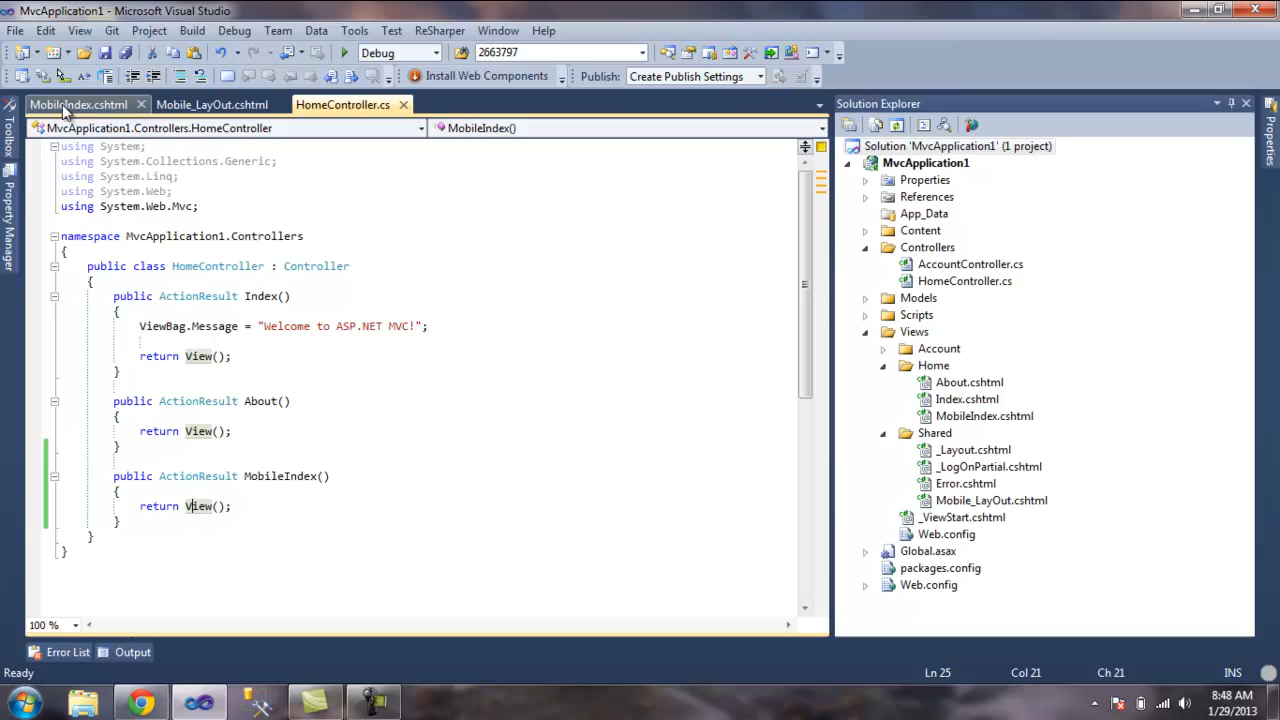 MvcApplication1 - Microsoft Visual Studio
File Edit View Git Project Build Debug Team Data Tools Test ReSharper Window Help
Debug 2663797
Install Web Components Publish: Create Publish Settings
MobileIndex.cshtml Mobile_LayOut.cshtml HomeController.cs
MvcApplication1.Controllers.HomeController MobileIndex()
using System;
using System.Collections.Generic;
using System.Linq;
using System.Web;
using System.Web.Mvc;
namespace MvcApplication1.Controllers
{
public class HomeController : Controller
{
public ActionResult Index()
{
ViewBag.Message = "Welcome to ASP.NET MVC!";
return View();
}
public ActionResult About()
{
return View();
}
public ActionResult MobileIndex()
{
return View();
}
}
}
100 %
Toolbox
Property Manager
Solution Explorer
Solution 'MvcApplication1' (1 project)
MvcApplication1
Properties
References
App_Data
Content
Controllers
AccountController.cs
HomeController.cs
Models
Scripts
Views
Account
Home
About.cshtml
Index.cshtml
MobileIndex.cshtml
Shared
_Layout.cshtml
_LogOnPartial.cshtml
Error.cshtml
Mobile_LayOut.cshtml
_ViewStart.cshtml
Web.config
Global.asax
packages.config
Web.config
Properties
Error List Output
Ready Ln 25 Col 21 Ch 21 INS
8:48 AM
1/29/2013